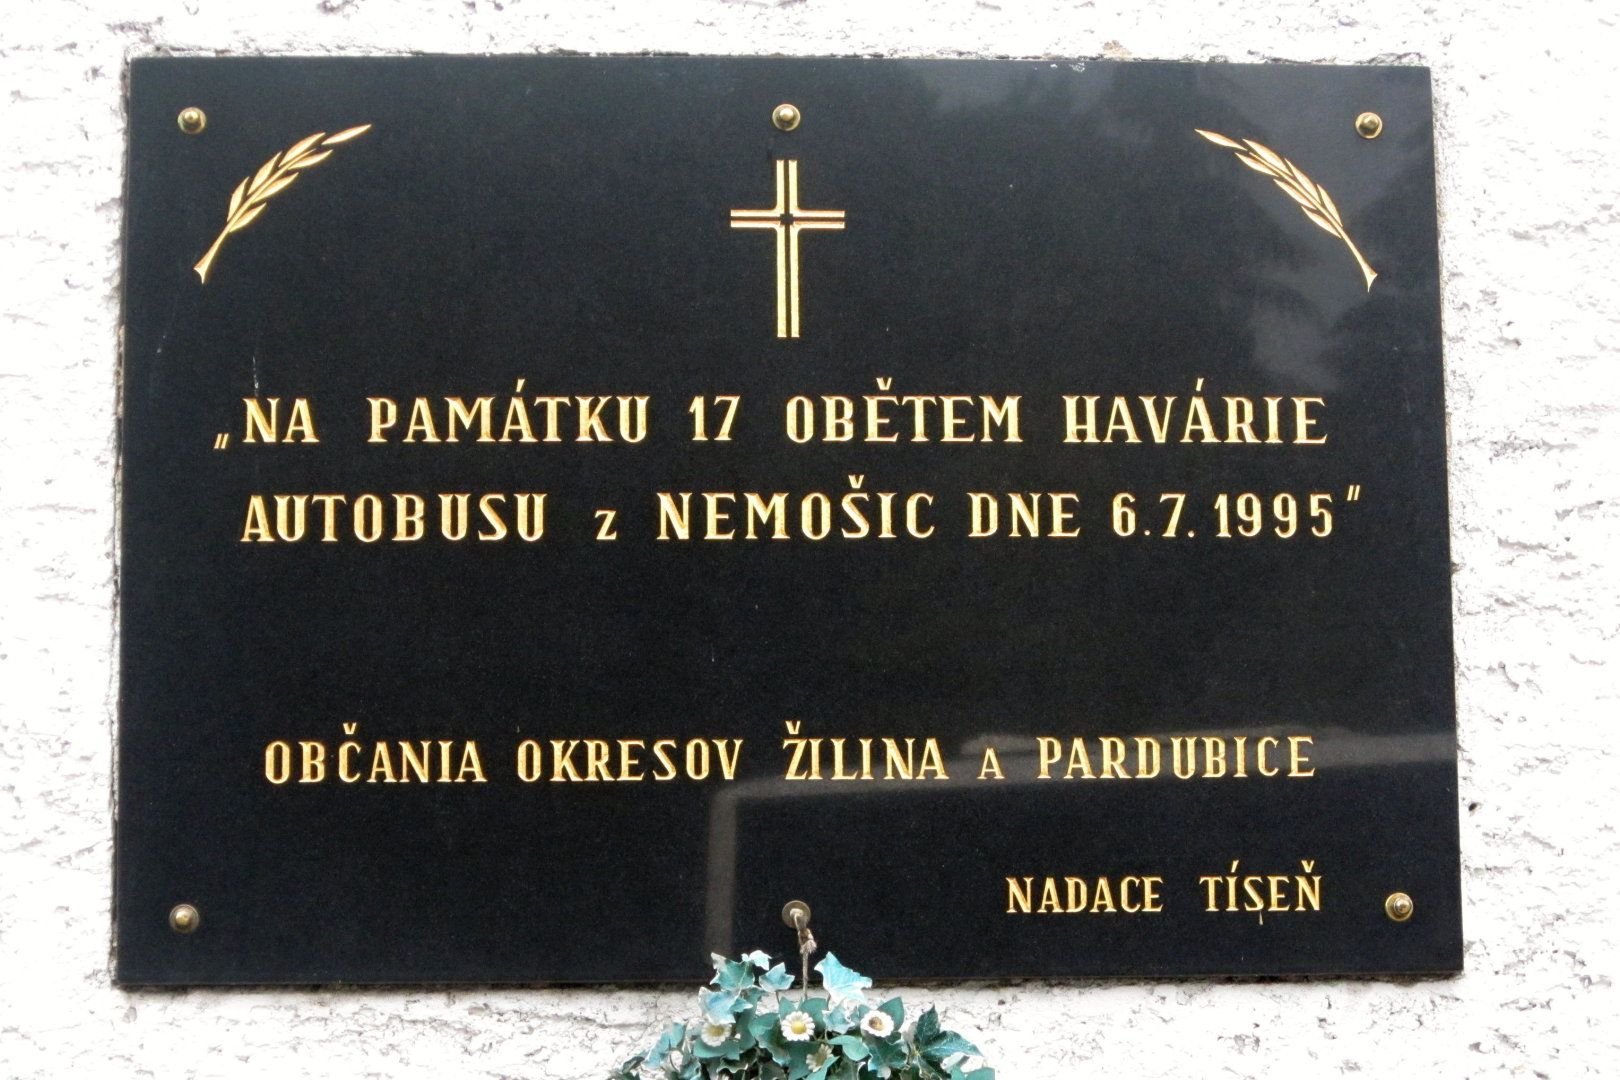 „NA PAMÁTKU 17 OBĚTEM HAVÁRIE
AUTOBUSU z NEMOŠIC DNE 6.7.1995"
OBČANIA OKRESOV ŽILINA A PARDUBICE
NADACE TÍSEŇ